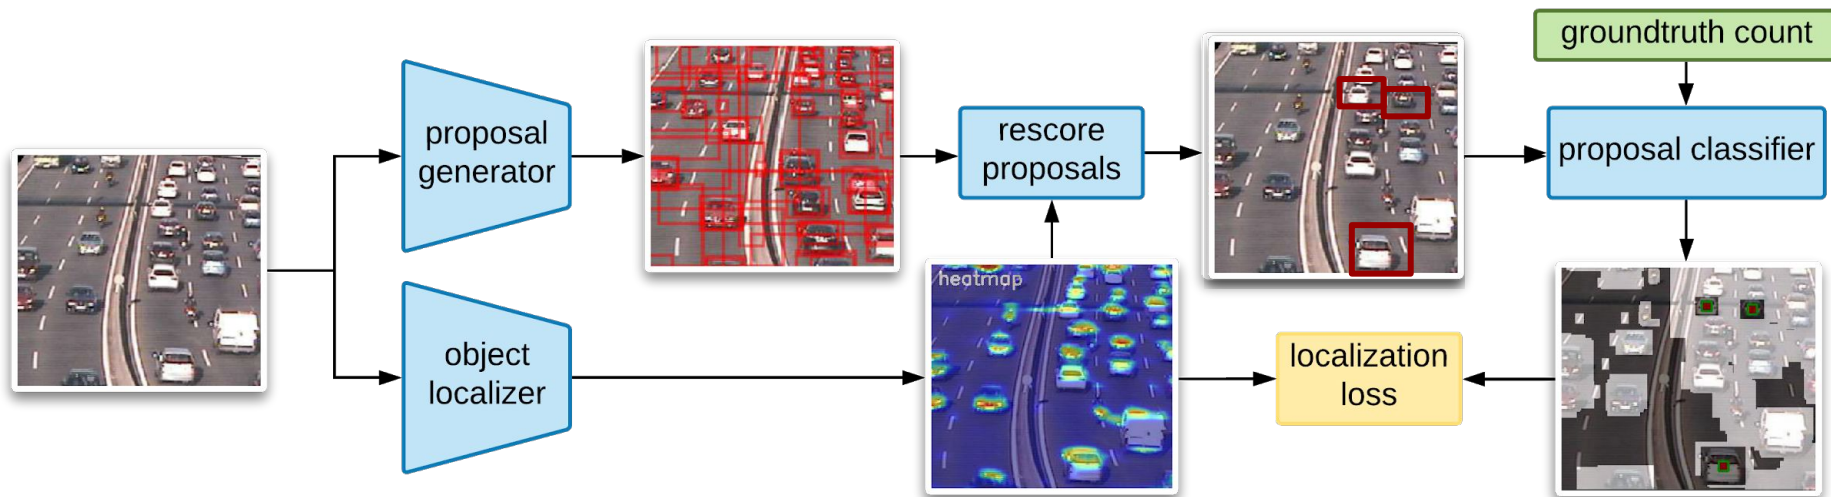 groundtruth count
proposal
generator
rescore
proposals
proposal classifier
heatmap
object
localizer
localization
loss